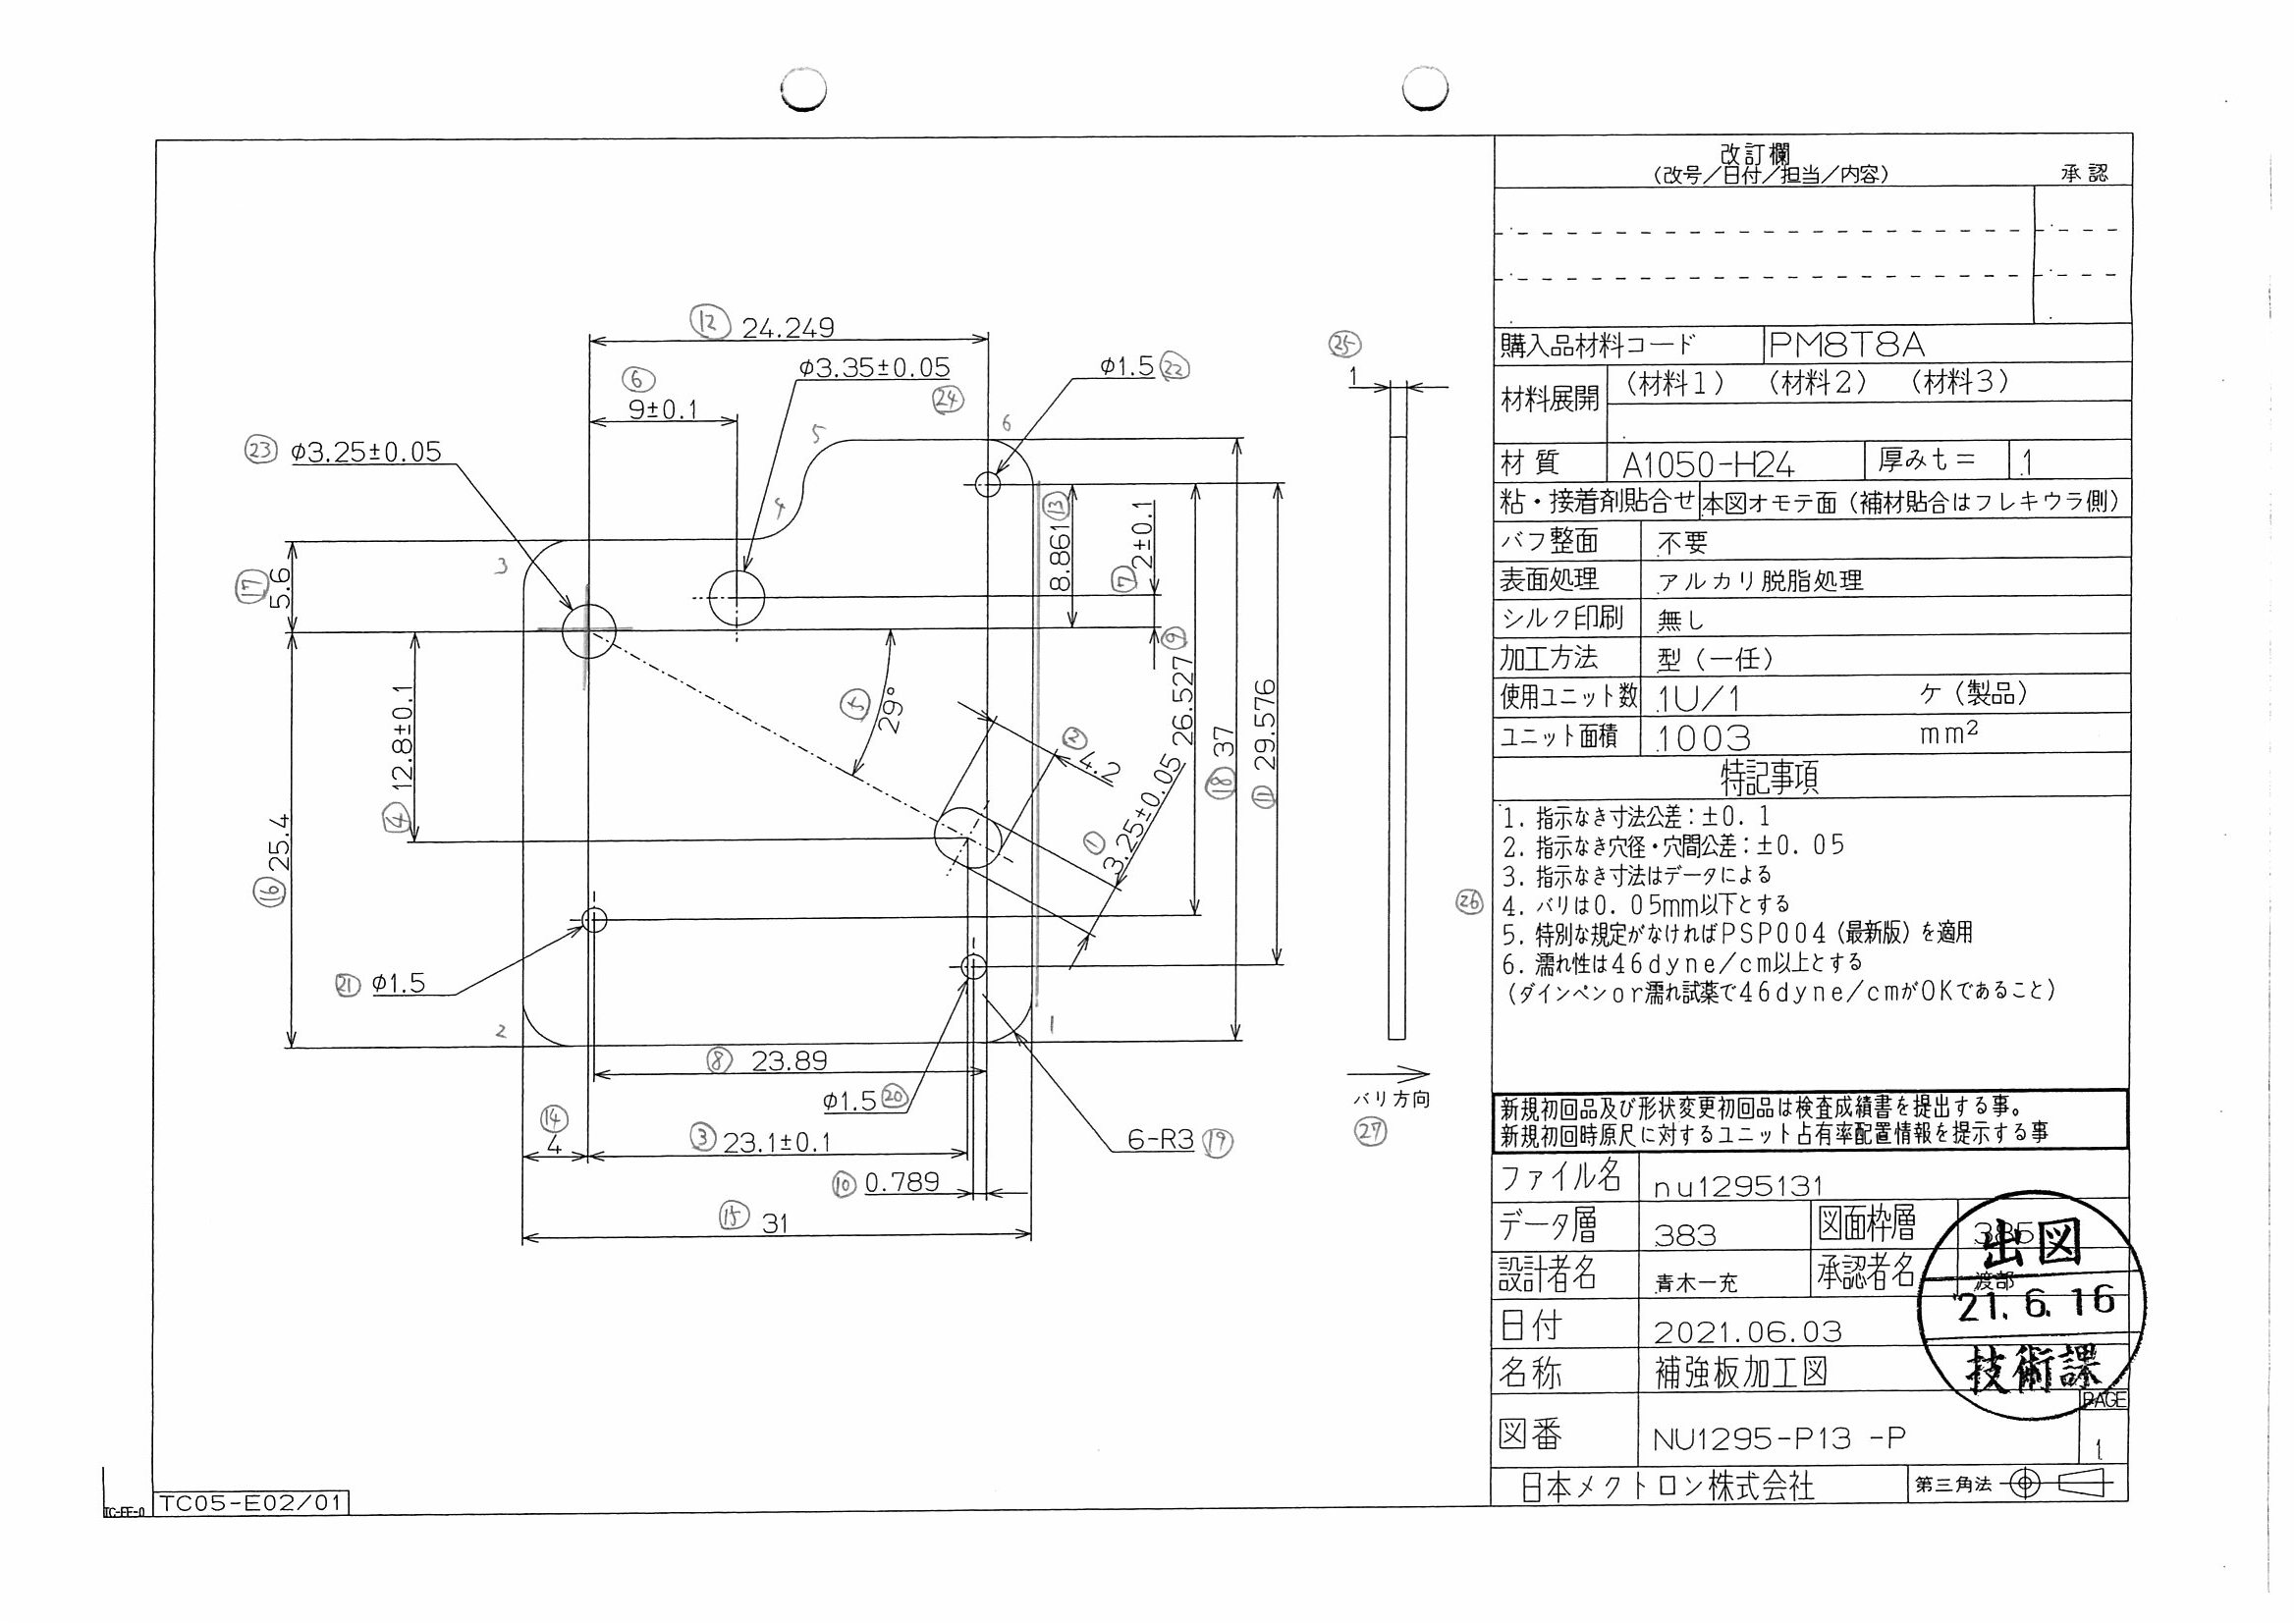 ⑫ 24.249
φ3.35±0.05
㉔
φ1.5 ㉒
㉕
1
⑥
9±0.1
㉓ φ3.25±0.05
5
6
4
3
⑰ 5.6
8.861 ⑬
⑦ 2±0.1
④ 12.8±0.1
⑤ 29°
② 4.2
① 3.25±0.05
26.527 ⑨
⑱ 37
⑪ 29.576
⑯ 25.4
㉑ φ1.5
2
1
⑧ 23.89
φ1.5 ⑳
⑭
4
③ 23.1±0.1
6-R3 ⑲
⑩ 0.789
⑮ 31
バリ方向
㉗
㉖
改訂欄
(改号/日付/担当/内容) 承認
購入品材料コード PM8T8A
材料展開 (材料1) (材料2) (材料3)
材質 A1050-H24 厚みt= 1
粘・接着剤貼合せ 本図オモテ面(補材貼合はフレキウラ側)
バフ整面 不要
表面処理 アルカリ脱脂処理
シルク印刷 無し
加工方法 型(一任)
使用ユニット数 1U/1 ケ(製品)
ユニット面積 1003 mm2
特記事項
1. 指示なき寸法公差:±0.1
2. 指示なき穴径・穴間公差:±0.05
3. 指示なき寸法はデータによる
4. バリは0.05mm以下とする
5. 特別な規定がなければPSP004(最新版)を適用
6. 濡れ性は46dyne/cm以上とする
(ダインペンor濡れ試薬で46dyne/cmがOKであること)
新規初回品及び形状変更初回品は検査成績書を提出する事。
新規初回時原尺に対するユニット占有率配置情報を提示する事
ファイル名 nu1295131
データ層 383 図面枠層 385
設計者名 青木一充 承認者名 渡部
日付 2021.06.03
名称 補強板加工図
図番 NU1295-P13 -P
PAGE
1
日本メクトロン株式会社 第三角法
出図
'21.6.16
技術課
TC05-E02/01